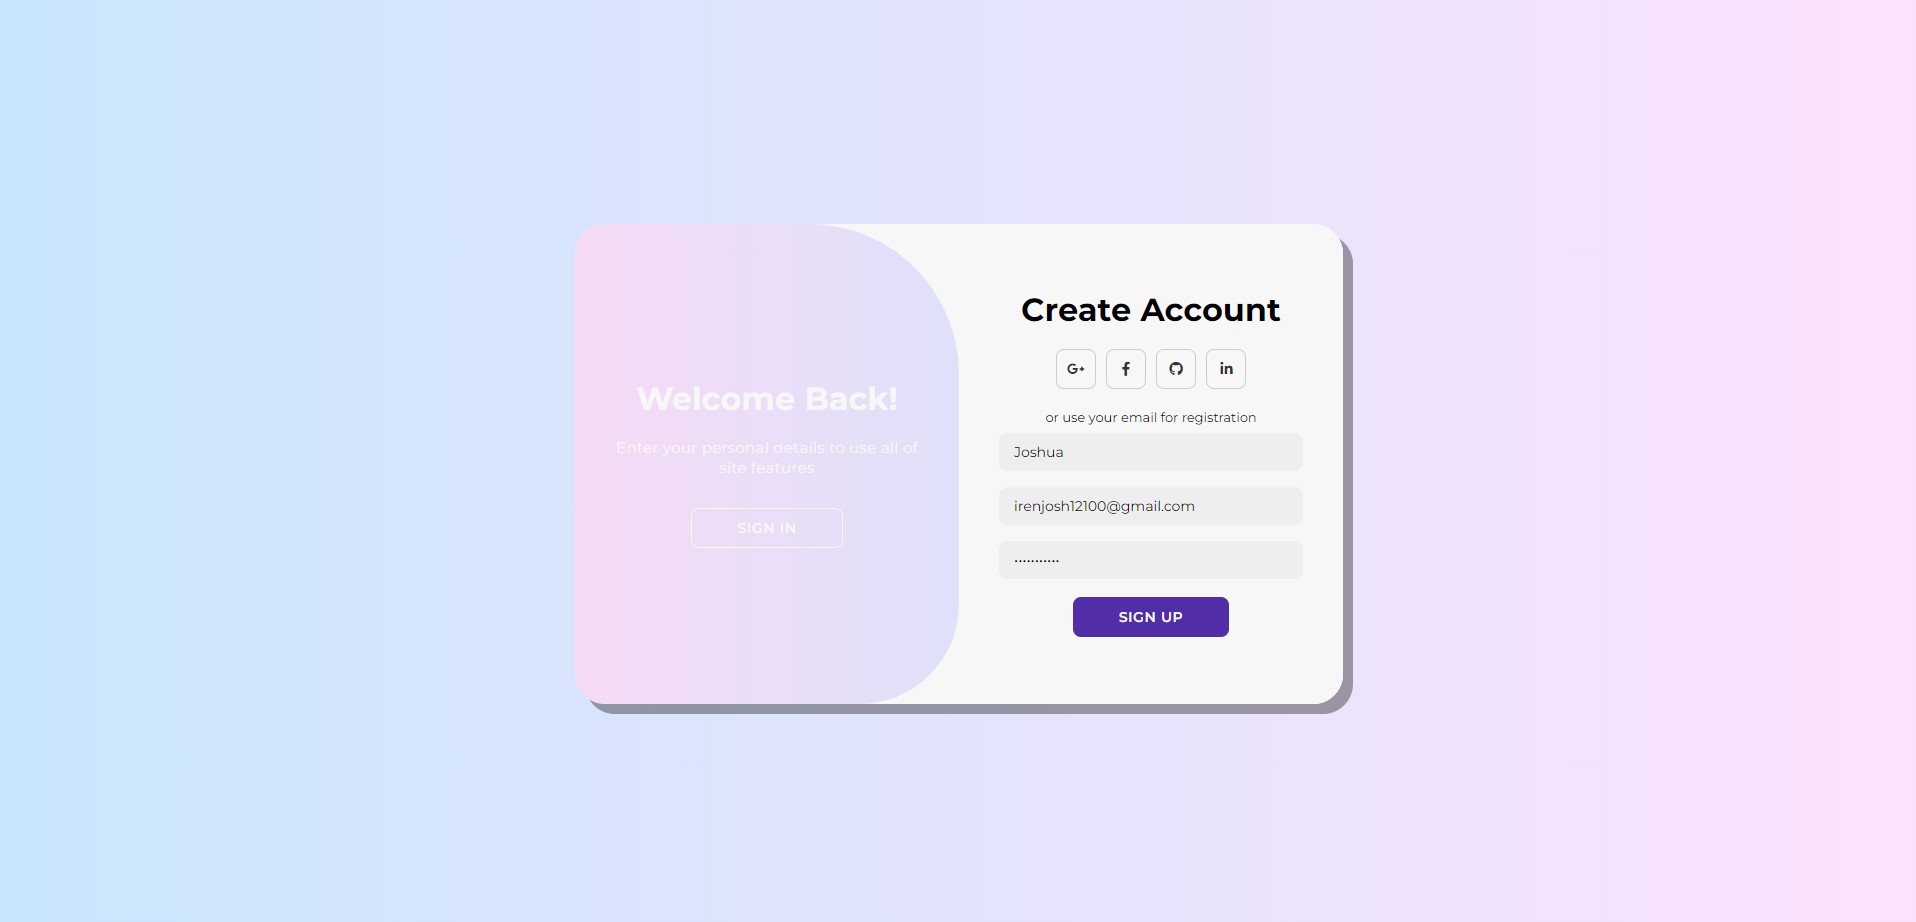 Welcome Back!
Enter your personal details to use all of
site features
SIGN IN
Create Account
G+
f
in
or use your email for registration
Joshua
irenjosh12100@gmail.com
•••••••••••
SIGN UP